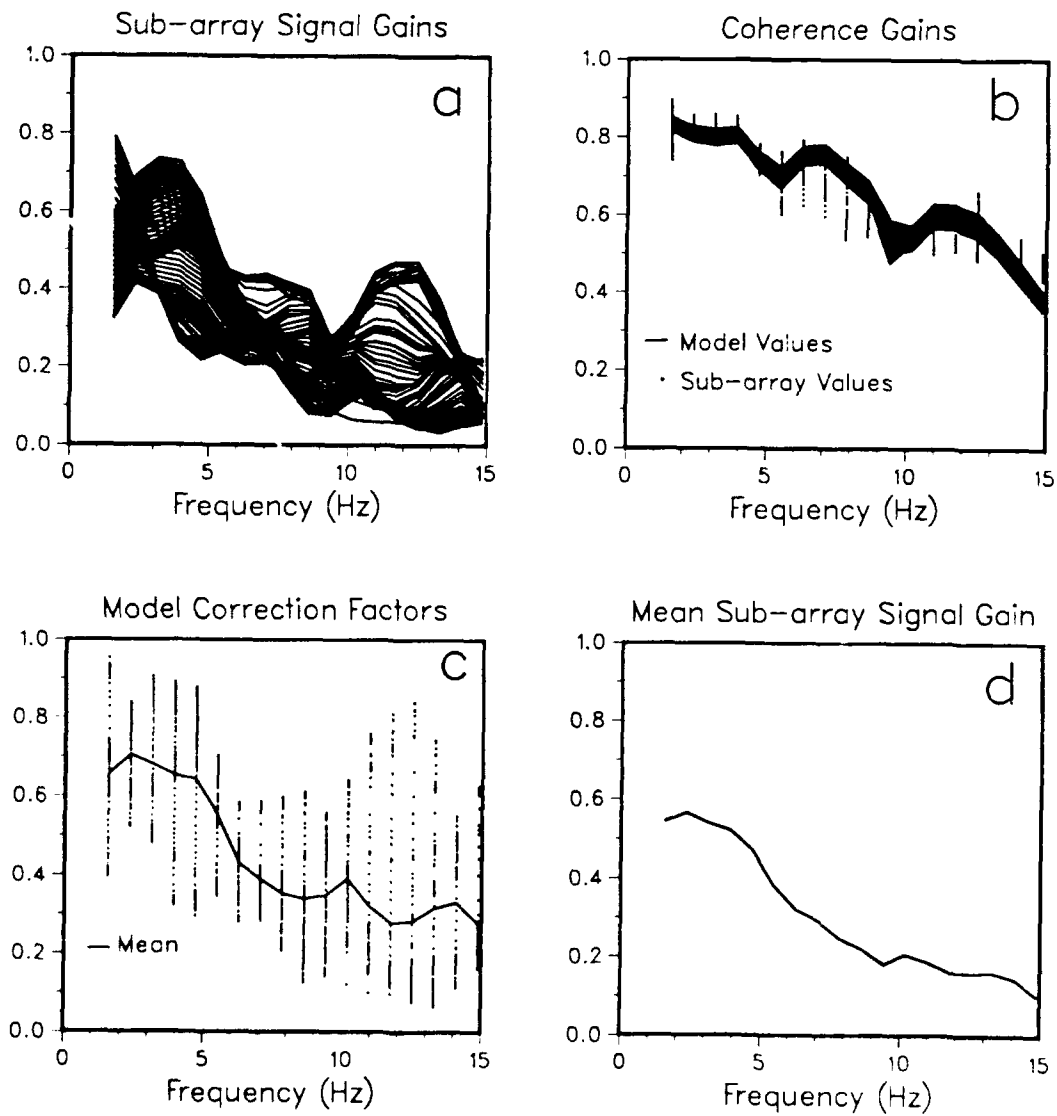 Sub-array Signal Gains
a
1.0
0.8
0.6
0.4
0.2
0.0
0 5 10 15
Frequency (Hz)
Coherence Gains
b
1.0
0.8
0.6
0.4
0.2
0.0
— Model Values
· Sub-array Values
0 5 10 15
Frequency (Hz)
Model Correction Factors
c
1.0
0.8
0.6
0.4
0.2
0.0
— Mean
0 5 10 15
Frequency (Hz)
Mean Sub-array Signal Gain
d
1.0
0.8
0.6
0.4
0.2
0.0
0 5 10 15
Frequency (Hz)